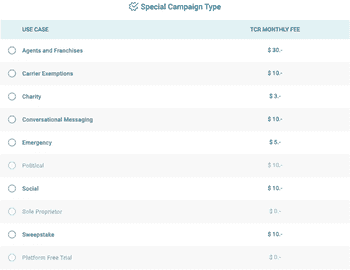 Special Campaign Type
USE CASE TCR MONTHLY FEE
Agents and Franchises $ 30.-
Carrier Exemptions $ 10.-
Charity $ 3.-
Conversational Messaging $ 10.-
Emergency $ 5.-
Political $ 10.-
Social $ 10.-
Sole Proprietor $ 0.-
Sweepstake $ 10.-
Platform Free Trial $ 0.-